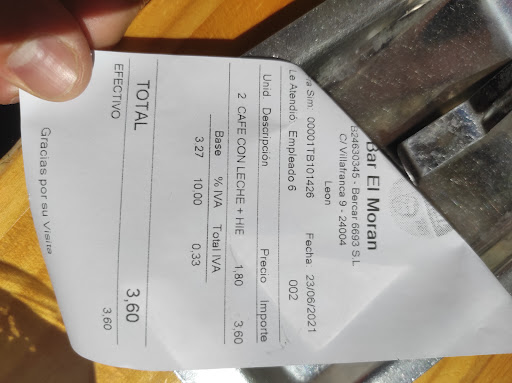 Bar El Moran
B24630345 - Bercar 6693 S.L
C/ Villafranca 9 - 24004
Leon
a Sim: 00001TB101426 Fecha 23/06/2021
Le Atendió: Empleado 6 002
Unid Descripción Precio Importe
2 CAFE CON LECHE + HIE 1,80 3,60
Base % IVA Total IVA
3.27 10.00 0,33
TOTAL 3,60
EFECTIVO 3,60
Gracias por su Visita